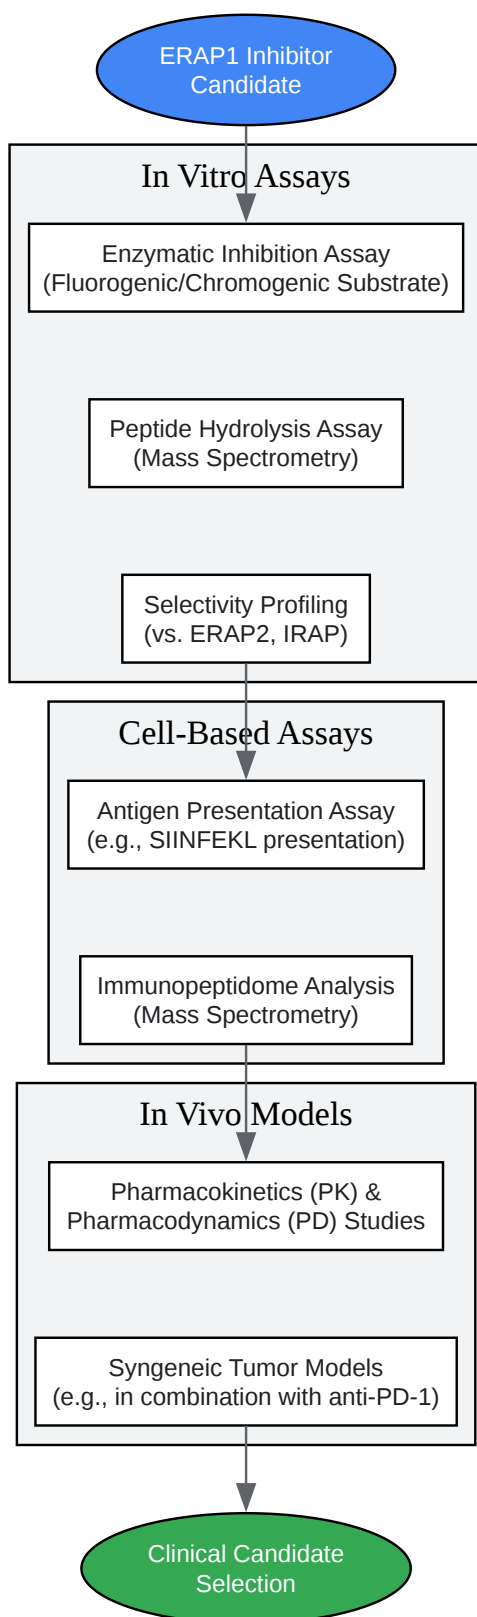 ERAP1 Inhibitor
Candidate
In Vitro Assays
Enzymatic Inhibition Assay
(Fluorogenic/Chromogenic Substrate)
Peptide Hydrolysis Assay
(Mass Spectrometry)
Selectivity Profiling
(vs. ERAP2, IRAP)
Cell-Based Assays
Antigen Presentation Assay
(e.g., SIINFEKL presentation)
Immunopeptidome Analysis
(Mass Spectrometry)
In Vivo Models
Pharmacokinetics (PK) &
Pharmacodynamics (PD) Studies
Syngeneic Tumor Models
(e.g., in combination with anti-PD-1)
Clinical Candidate
Selection